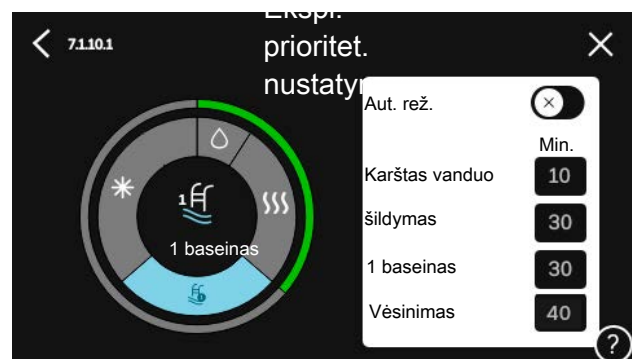 Ekspl.
7.1.10.1
prioritet.
nustatyn
Aut. rež.
Min.
Karštas vanduo 10
šildymas 30
1
1 baseinas
1 baseinas 30
Vėsinimas 40
?